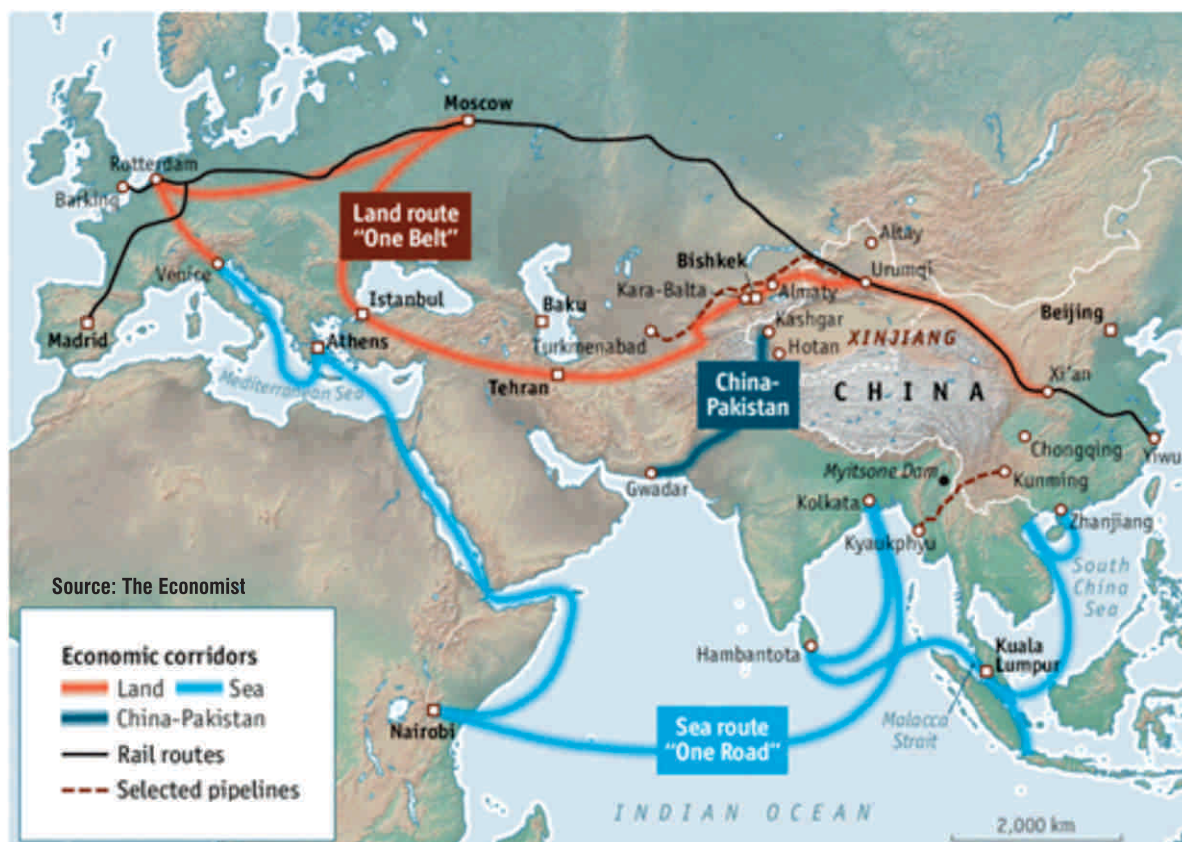 Moscow
Rotterdam
Barking
Land route
"One Belt"
Altay
Venice
Bishkek
Urumqi
Kara-Balta
Almaty
Istanbul
Baku
Beijing
Kashgar
Madrid
Athens
Turkmenabad
Hotan
XINJIANG
Mediterranean Sea
Tehran
China-
Pakistan
CHINA
Xi'an
Chongqing
Yiwu
Gwadar
Myitsone Dam
Kunming
Kolkata
Zhanjiang
Kyaukphyu
South
China
Sea
Source: The Economist
Hambantota
Kuala
Lumpur
Economic corridors
Land
Sea
China-Pakistan
Nairobi
Sea route
"One Road"
Malacca
Strait
Rail routes
Selected pipelines
INDIAN OCEAN
2,000 km